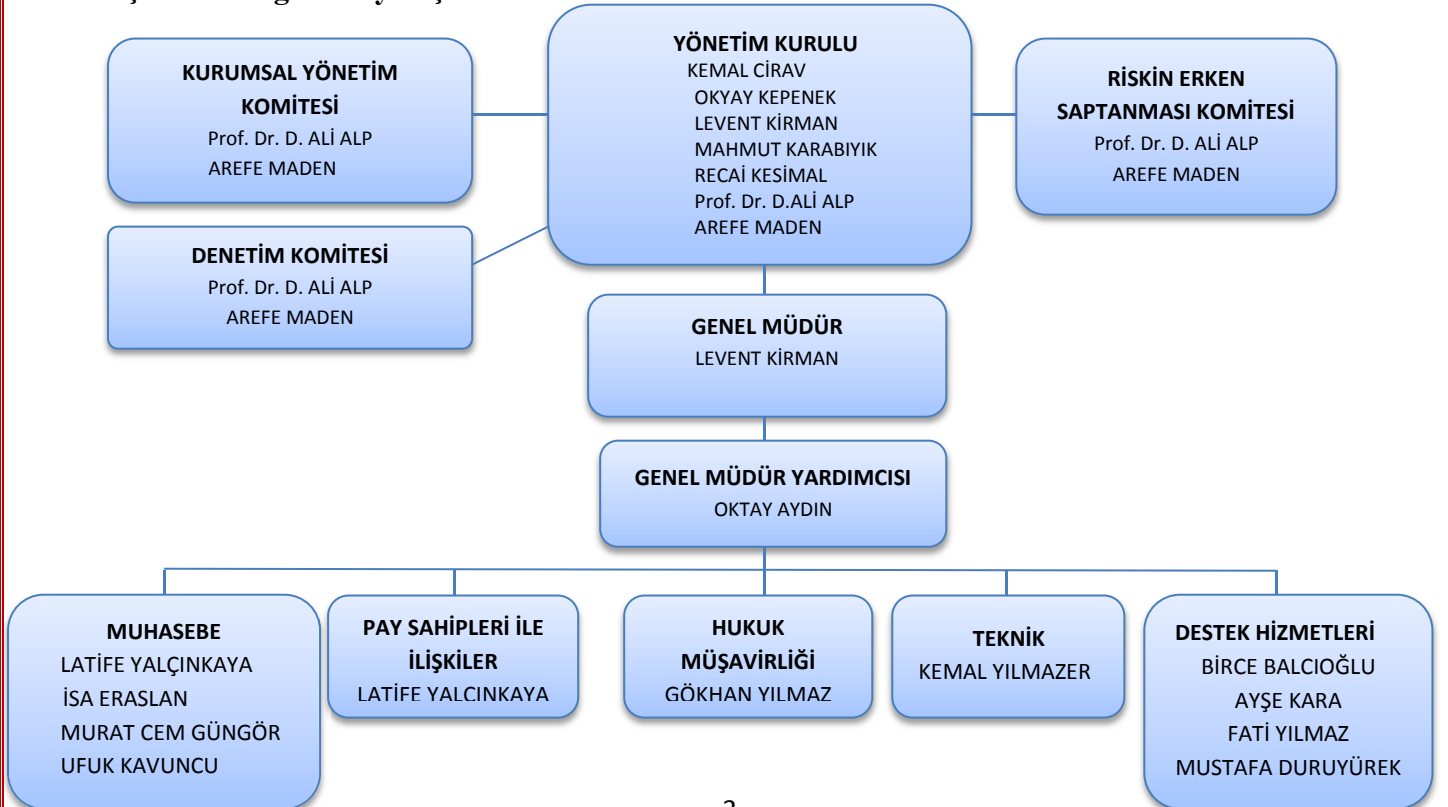 YÖNETİM KURULU
KEMAL CİRAV
OKYAY KEPENEK
LEVENT KİRMAN
MAHMUT KARABIYIK
RECAİ KESİMAL
Prof. Dr. D.ALİ ALP
AREFE MADEN
KURUMSAL YÖNETİM
KOMİTESİ
Prof. Dr. D. ALİ ALP
AREFE MADEN
RİSKİN ERKEN
SAPTANMASI KOMİTESİ
Prof. Dr. D. ALİ ALP
AREFE MADEN
DENETİM KOMİTESİ
Prof. Dr. D. ALİ ALP
AREFE MADEN
GENEL MÜDÜR
LEVENT KİRMAN
GENEL MÜDÜR YARDIMCISI
OKTAY AYDIN
MUHASEBE
LATİFE YALÇINKAYA
İSA ERASLAN
MURAT CEM GÜNGÖR
UFUK KAVUNCU
PAY SAHİPLERİ İLE
İLİŞKİLER
LATİFE YALCINKAYA
HUKUK
MÜŞAVİRLİĞİ
GÖKHAN YILMAZ
TEKNİK
KEMAL YILMAZER
DESTEK HİZMETLERİ
BİRCE BALCIOĞLU
AYŞE KARA
FATİ YILMAZ
MUSTAFA DURUYÜREK